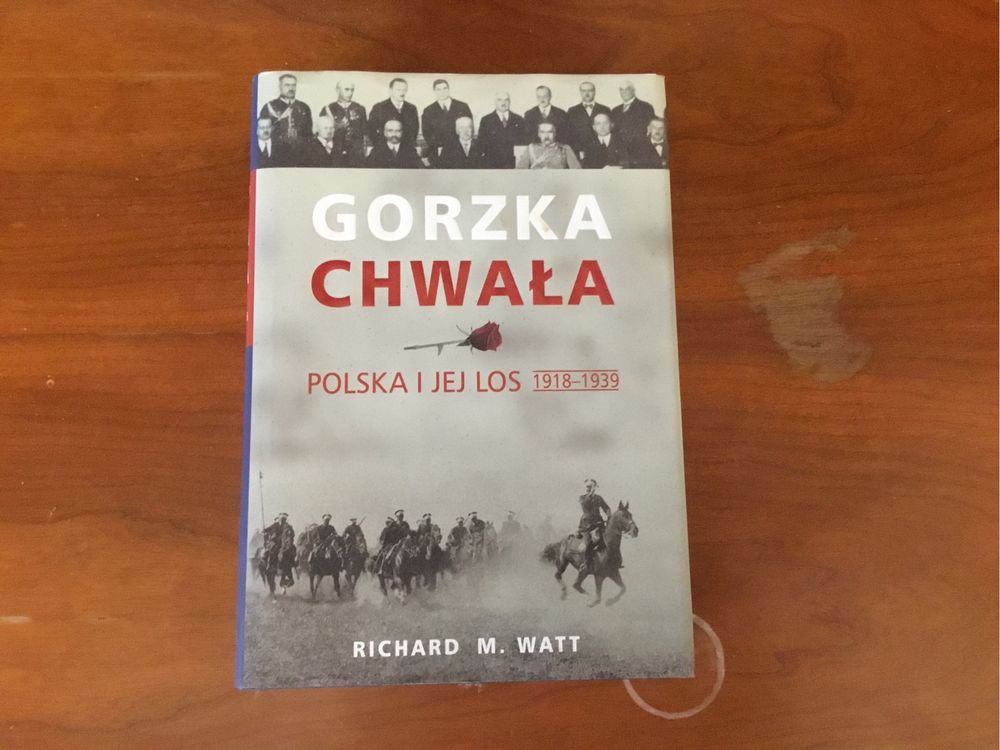 GORZKA
CHWAŁA
POLSKA I JEJ LOS 1918–1939
RICHARD M. WATT